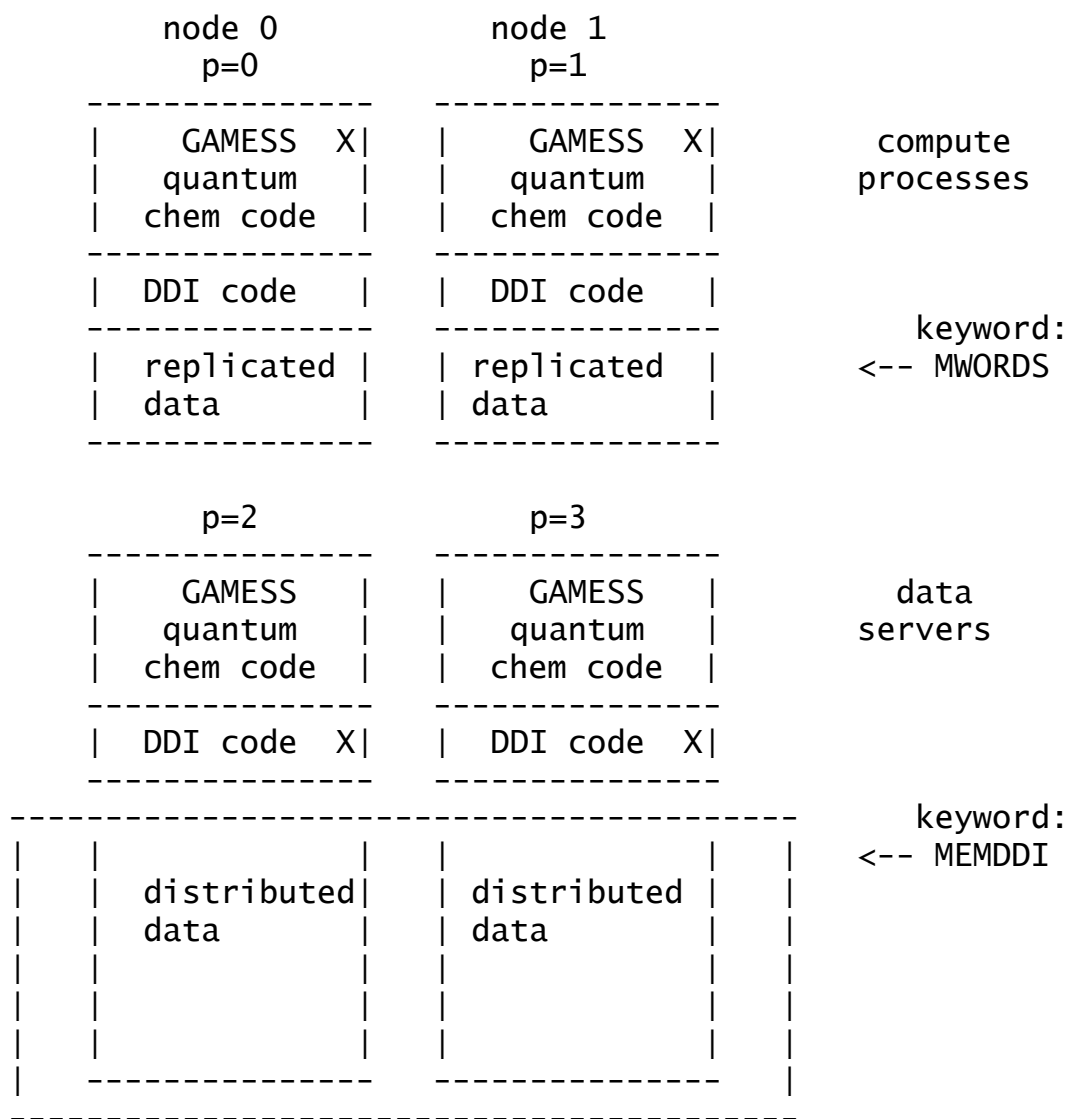 node 0 node 1
p=0 p=1
--------------- ---------------
| GAMESS X| | GAMESS X| compute
| quantum | | quantum | processes
| chem code | | chem code |
--------------- ---------------
| DDI code | | DDI code |
--------------- --------------- keyword:
| replicated | | replicated | <-- MWORDS
| data | | data |
--------------- ---------------
p=2 p=3
--------------- ---------------
| GAMESS | | GAMESS | data
| quantum | | quantum | servers
| chem code | | chem code |
--------------- ---------------
| DDI code X| | DDI code X|
--------------- ---------------
----------------------------------------- keyword:
| | | | | | <-- MEMDDI
| | distributed| | distributed | |
| | data | | data | |
| | | | | |
| | | | | |
| | | | | |
| --------------- --------------- |
-----------------------------------------